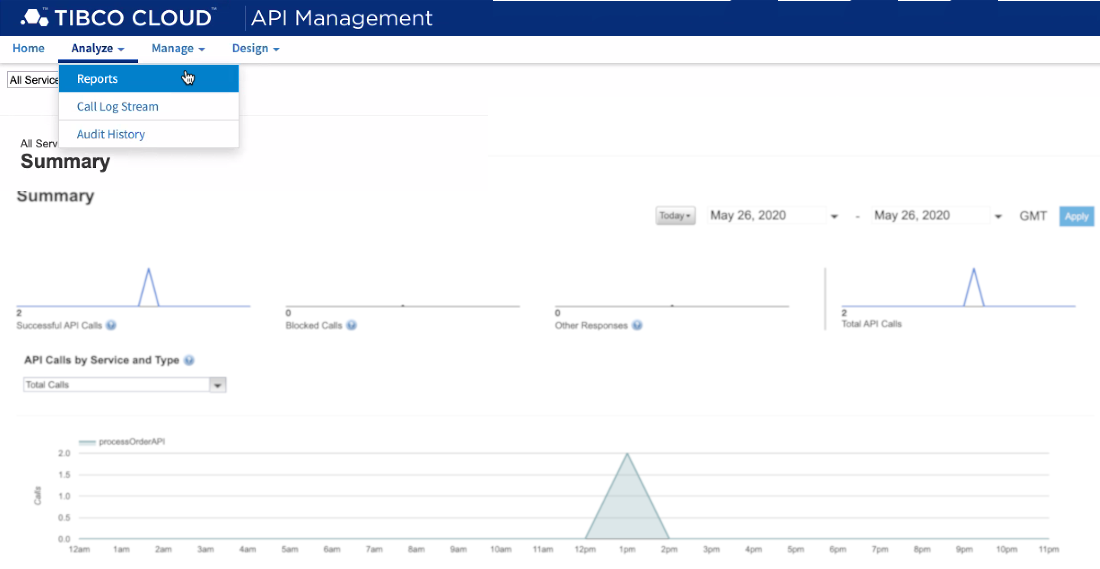 TIBCO CLOUD™ API Management
Home Analyze Manage Design
All Service
Reports
Call Log Stream
Audit History
All Serv
Summary
Summary
Today May 26, 2020 - May 26, 2020 GMT Apply
2 0 0 2
Successful API Calls ? Blocked Calls ? Other Responses ? Total API Calls
API Calls by Service and Type ?
Total Calls
processOrderAPI
2.0
1.5
1.0
0.5
0.0
Calls
12am 1am 2am 3am 4am 5am 6am 7am 8am 9am 10am 11am 12pm 1pm 2pm 3pm 4pm 5pm 6pm 7pm 8pm 9pm 10pm 11pm